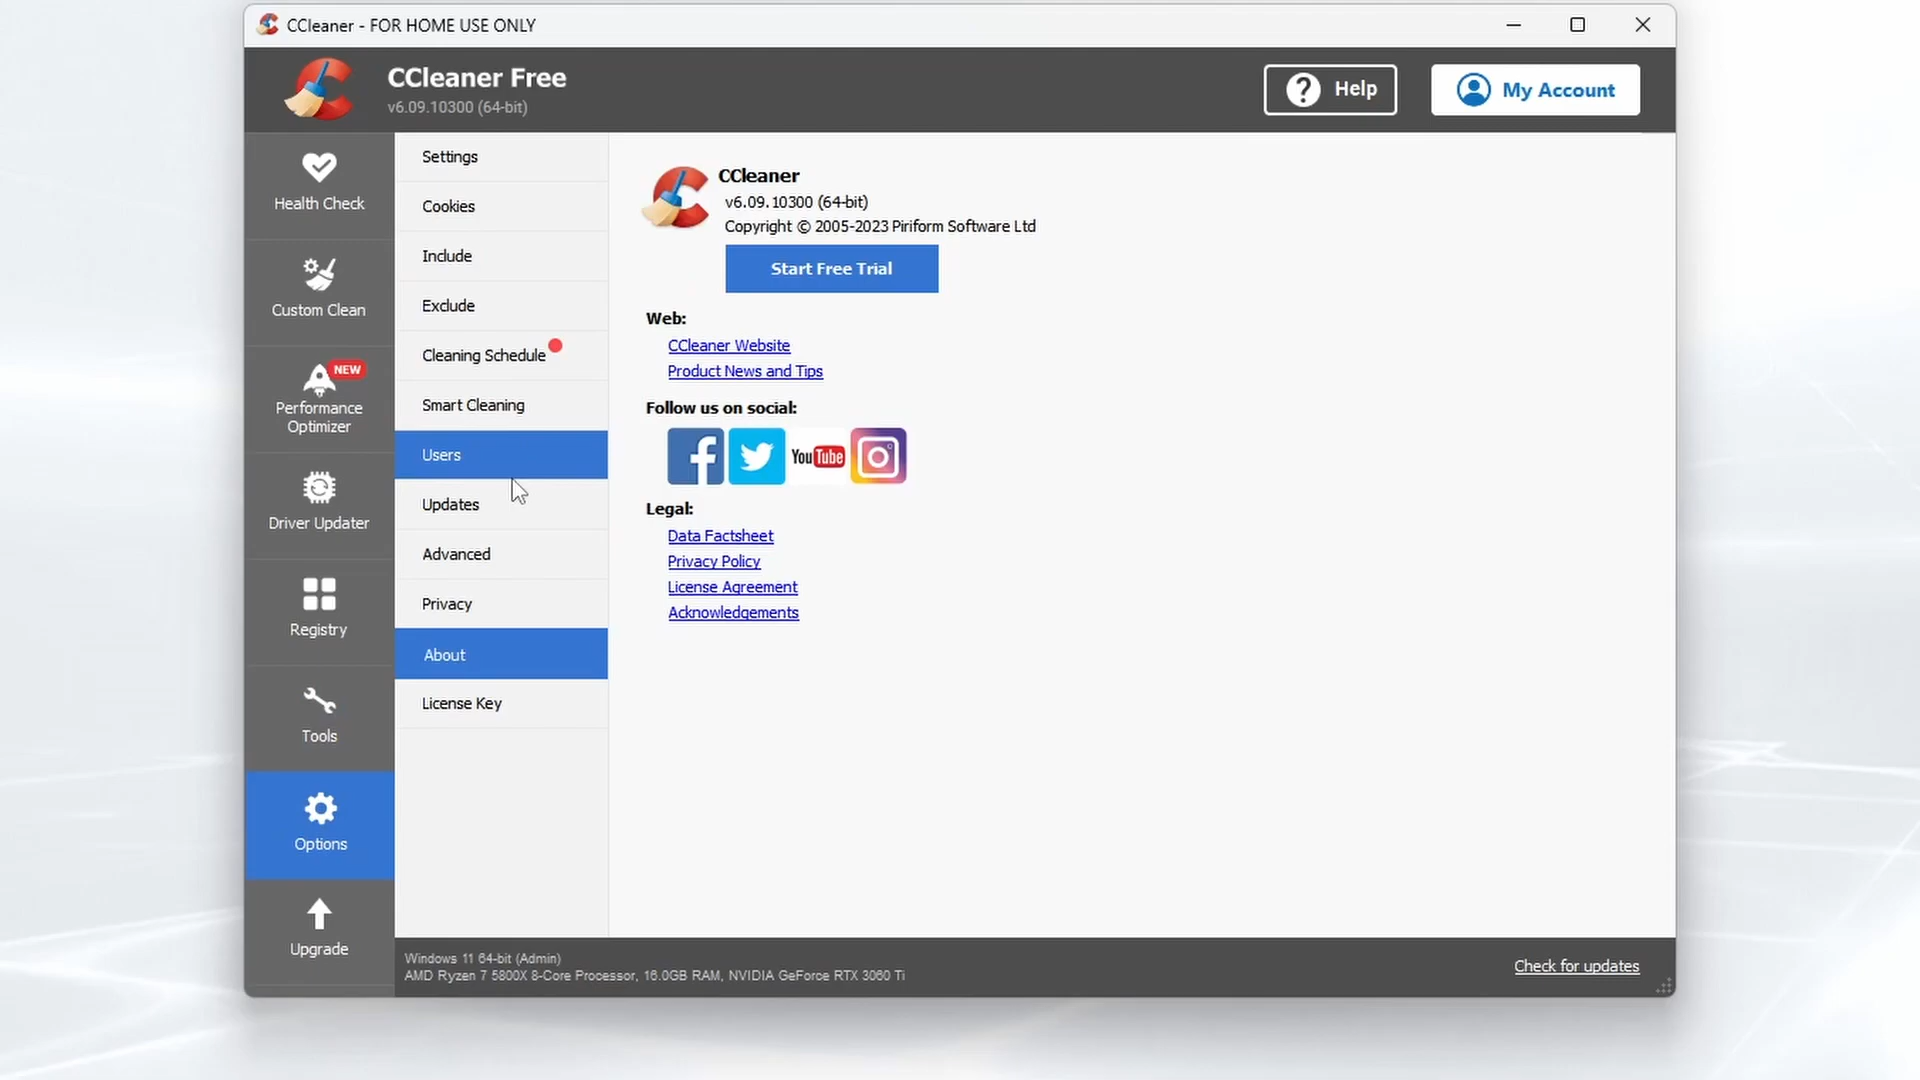 CCleaner - FOR HOME USE ONLY
CCleaner Free
v6.09.10300 (64-bit)
? Help
My Account
Health Check
Custom Clean
NEW
Performance
Optimizer
Driver Updater
Registry
Tools
Options
Upgrade
Settings
Cookies
Include
Exclude
Cleaning Schedule
Smart Cleaning
Users
Updates
Advanced
Privacy
About
License Key
CCleaner
v6.09.10300 (64-bit)
Copyright © 2005-2023 Piriform Software Ltd
Start Free Trial
Web:
CCleaner Website
Product News and Tips
Follow us on social:
YouTube
Legal:
Data Factsheet
Privacy Policy
License Agreement
Acknowledgements
Windows 11 64-bit (Admin)
AMD Ryzen 7 5800X 8-Core Processor, 16.0GB RAM, NVIDIA GeForce RTX 3060 Ti
Check for updates